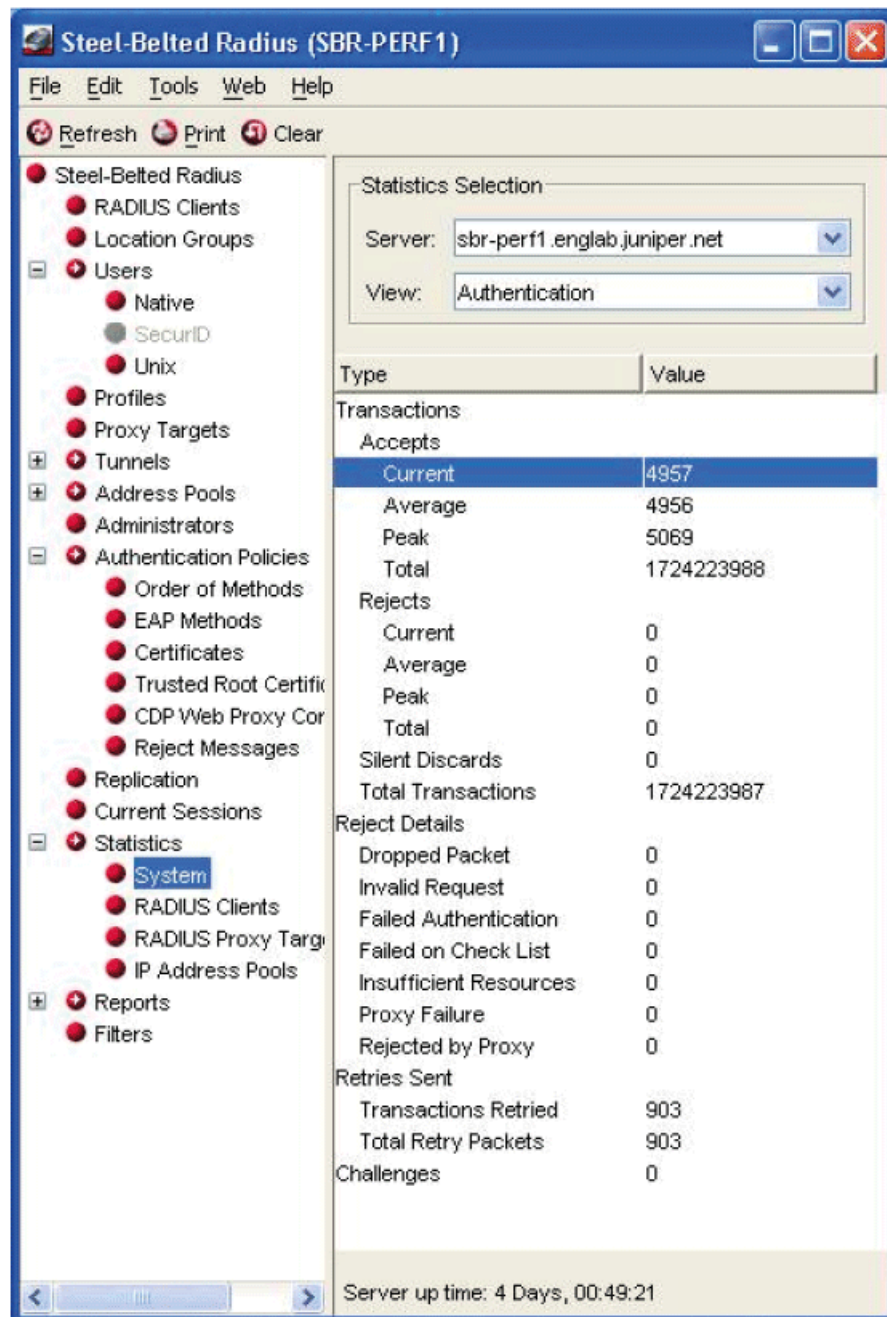 Steel-Belted Radius (SBR-PERF1)
File Edit Tools Web Help
Refresh Print Clear
Steel-Belted Radius
RADIUS Clients
Location Groups
Users
Native
SecurID
Unix
Profiles
Proxy Targets
Tunnels
Address Pools
Administrators
Authentication Policies
Order of Methods
EAP Methods
Certificates
Trusted Root Certific
CDP Web Proxy Cor
Reject Messages
Replication
Current Sessions
Statistics
System
RADIUS Clients
RADIUS Proxy Targe
IP Address Pools
Reports
Filters
Statistics Selection
Server: sbr-perf1.englab.juniper.net
View: Authentication
Type Value
Transactions
Accepts
Current 4957
Average 4956
Peak 5069
Total 1724223988
Rejects
Current 0
Average 0
Peak 0
Total 0
Silent Discards 0
Total Transactions 1724223987
Reject Details
Dropped Packet 0
Invalid Request 0
Failed Authentication 0
Failed on Check List 0
Insufficient Resources 0
Proxy Failure 0
Rejected by Proxy 0
Retries Sent
Transactions Retried 903
Total Retry Packets 903
Challenges 0
Server up time: 4 Days, 00:49:21